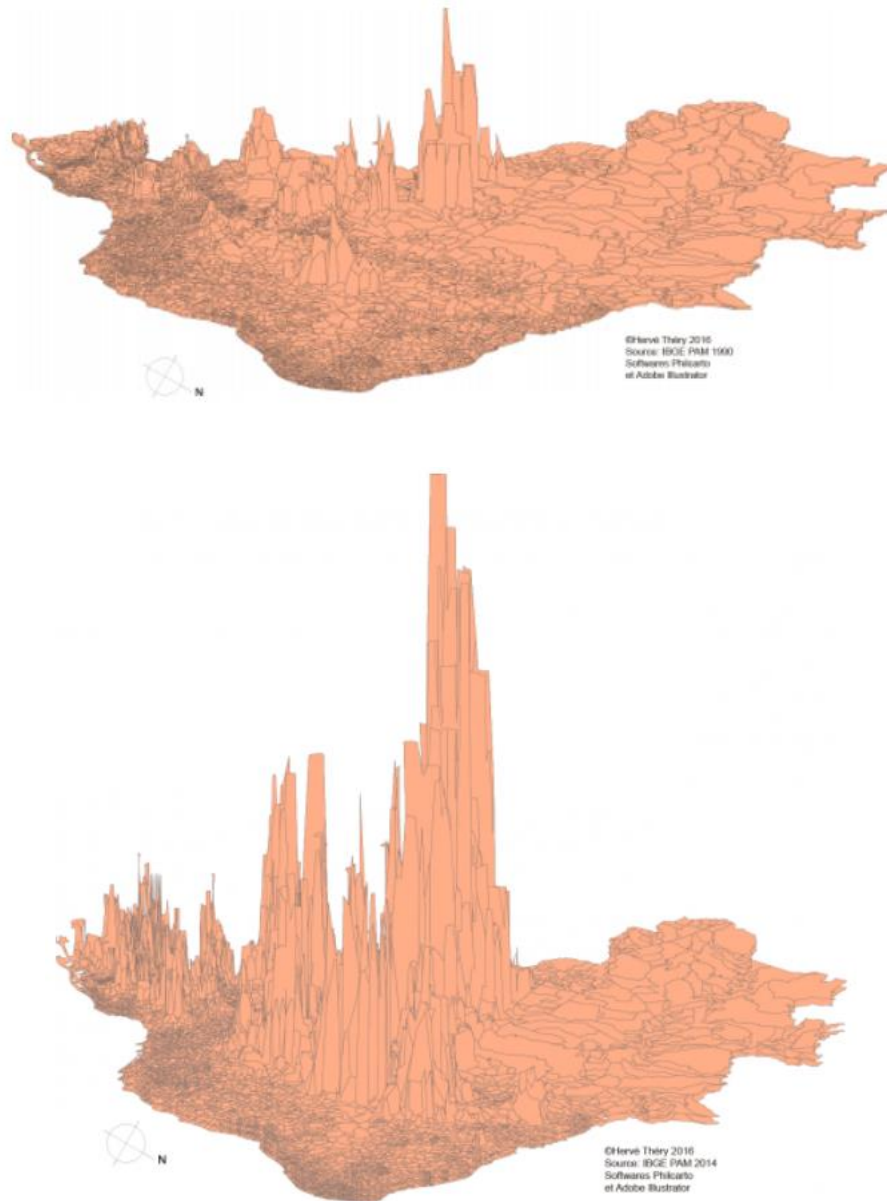 ©Hervé Théry 2016
Source: IBGE PAM 1990
Softwares Philcarto
et Adobe Illustrator
N
©Hervé Théry 2016
Source: IBGE PAM 2014
Softwares Philcarto
et Adobe Illustrator
N